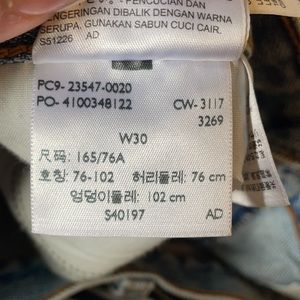 PENCUCIAN DAN
PENGERINGAN DIBALIK DENGAN WARNA
SERUPA. GUNAKAN SABUN CUCI CAIR.
S51226 AD
PC9- 23547-0020
PO- 4100348122 CW-3117
3269
W30
尺码: 165/76A
호칭: 76-102 허리둘레: 76 cm
엉덩이둘레: 102 cm
S40197 AD